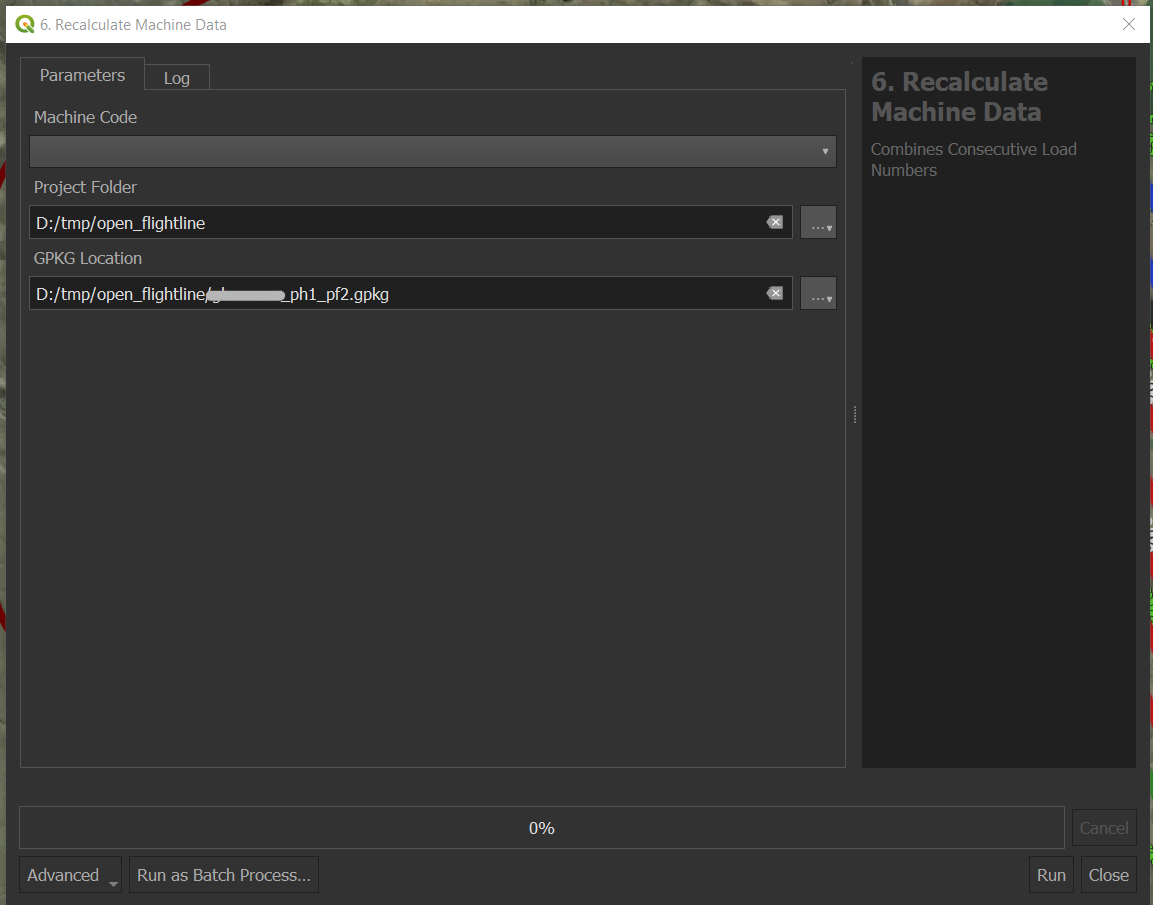 6. Recalculate Machine Data
Parameters
Log
Machine Code
Project Folder
D:/tmp/open_flightline
...
GPKG Location
D:/tmp/open_flightline/ _ph1_pf2.gpkg
...
6. Recalculate
Machine Data
Combines Consecutive Load
Numbers
0%
Cancel
Advanced
Run as Batch Process...
Run
Close